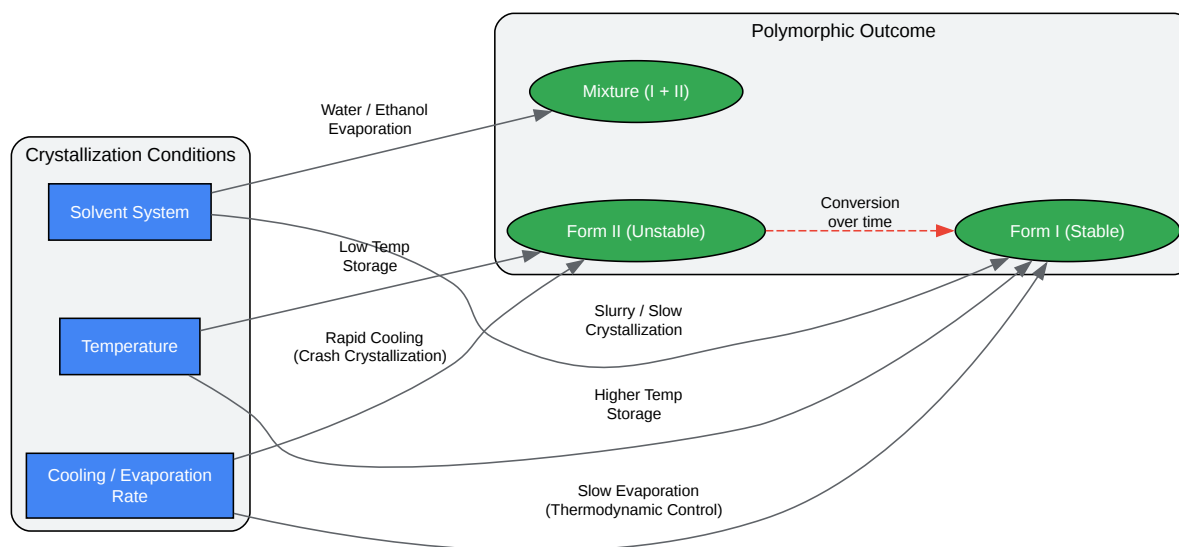 Polymorphic Outcome
Mixture (I + II)
Water / Ethanol
Evaporation
Crystallization Conditions
Solvent System
Form II (Unstable)
Conversion
over time
Form I (Stable)
Low Temp
Storage
Slurry / Slow
Crystallization
Temperature
Rapid Cooling
(Crash Crystallization)
Higher Temp
Storage
Cooling / Evaporation
Rate
Slow Evaporation
(Thermodynamic Control)